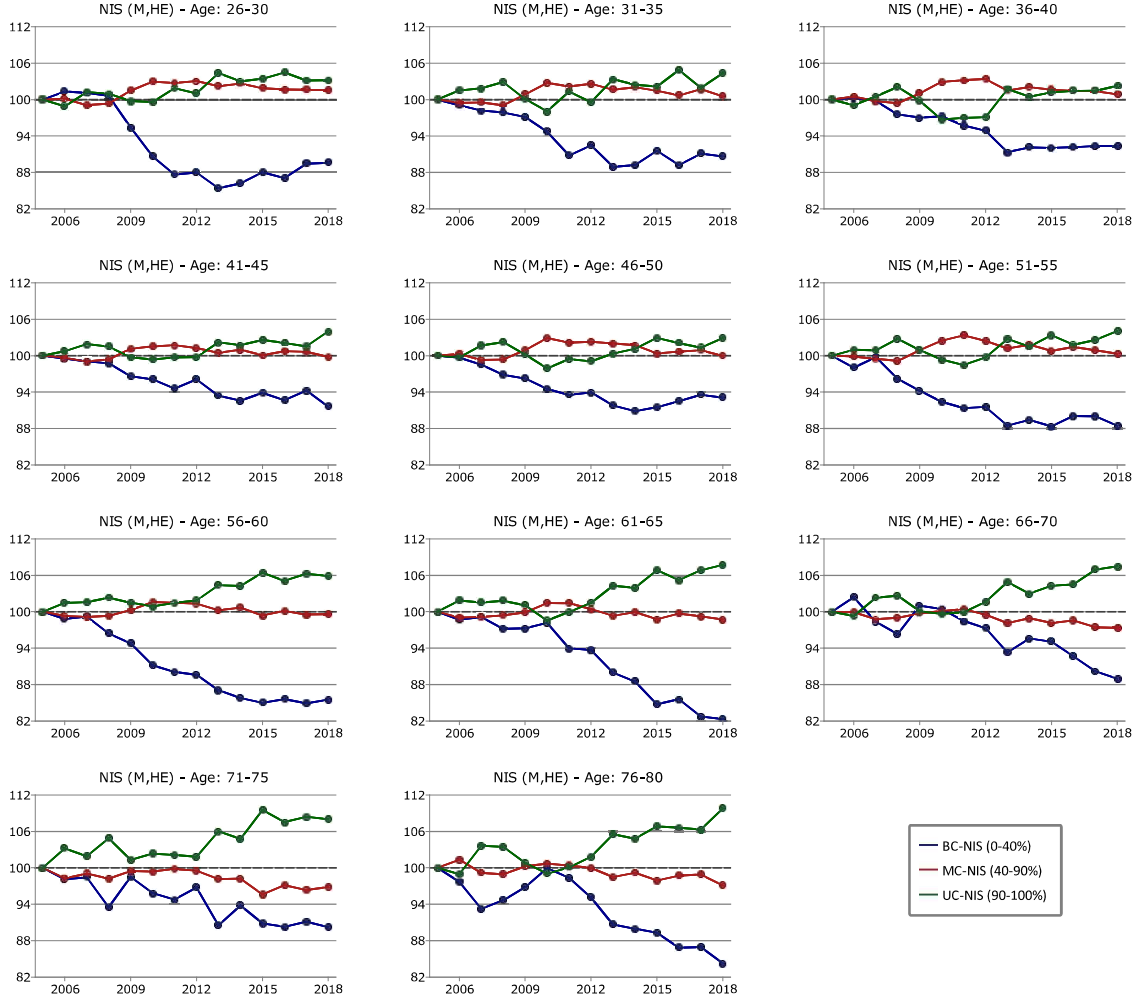 NIS (M,HE) - Age: 26-30
112
106
100
94
88
82
2006 2009 2012 2015 2018
NIS (M,HE) - Age: 31-35
112
106
100
94
88
82
2006 2009 2012 2015 2018
NIS (M,HE) - Age: 36-40
112
106
100
94
88
82
2006 2009 2012 2015 2018
NIS (M,HE) - Age: 41-45
112
106
100
94
88
82
2006 2009 2012 2015 2018
NIS (M,HE) - Age: 46-50
112
106
100
94
88
82
2006 2009 2012 2015 2018
NIS (M,HE) - Age: 51-55
112
106
100
94
88
82
2006 2009 2012 2015 2018
NIS (M,HE) - Age: 56-60
112
106
100
94
88
82
2006 2009 2012 2015 2018
NIS (M,HE) - Age: 61-65
112
106
100
94
88
82
2006 2009 2012 2015 2018
NIS (M,HE) - Age: 66-70
112
106
100
94
88
82
2006 2009 2012 2015 2018
NIS (M,HE) - Age: 71-75
112
106
100
94
88
82
2006 2009 2012 2015 2018
NIS (M,HE) - Age: 76-80
112
106
100
94
88
82
2006 2009 2012 2015 2018
BC-NIS (0-40%)
MC-NIS (40-90%)
UC-NIS (90-100%)